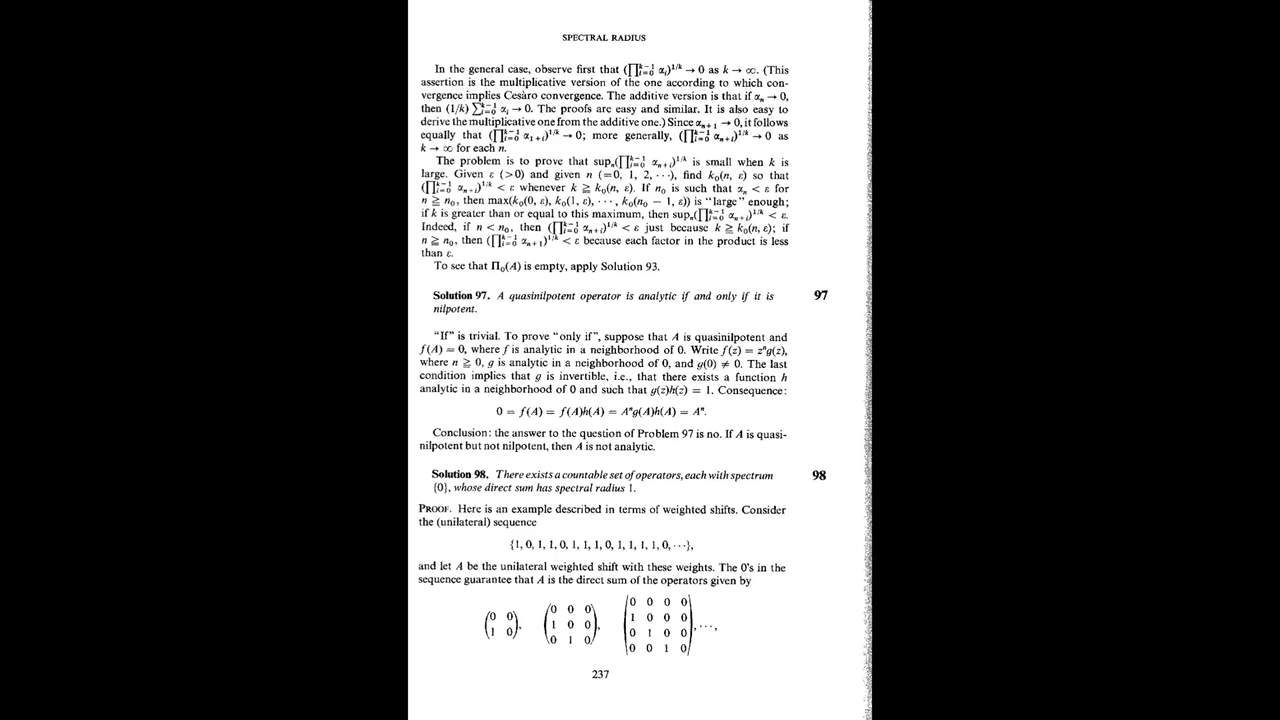 SPECTRAL RADIUS
In the general case, observe first that (∏_{i=0}^{k-1} α_i)^{1/k} → 0 as k → ∞. (This
assertion is the multiplicative version of the one according to which con-
vergence implies Cesàro convergence. The additive version is that if α_n → 0,
then (1/k) ∑_{i=0}^{k-1} α_i → 0. The proofs are easy and similar. It is also easy to
derive the multiplicative one from the additive one.) Since α_{n+1} → 0, it follows
equally that (∏_{i=0}^{k-1} α_{1+i})^{1/k} → 0; more generally, (∏_{i=0}^{k-1} α_{n+i})^{1/k} → 0 as
k → ∞ for each n.
The problem is to prove that sup_n(∏_{i=0}^{k-1} α_{n+i})^{1/k} is small when k is
large. Given ε (>0) and given n (=0, 1, 2, ···), find k_0(n, ε) so that
(∏_{i=0}^{k-1} α_{n+i})^{1/k} < ε whenever k ≧ k_0(n, ε). If n_0 is such that α_n < ε for
n ≧ n_0, then max(k_0(0, ε), k_0(1, ε), ···, k_0(n_0 − 1, ε)) is "large" enough;
if k is greater than or equal to this maximum, then sup_n(∏_{i=0}^{k-1} α_{n+i})^{1/k} < ε.
Indeed, if n < n_0, then (∏_{i=0}^{k-1} α_{n+i})^{1/k} < ε just because k ≧ k_0(n, ε); if
n ≧ n_0, then (∏_{i=0}^{k-1} α_{n+1})^{1/k} < ε because each factor in the product is less
than ε.
To see that Π_0(A) is empty, apply Solution 93.
Solution 97. A quasinilpotent operator is analytic if and only if it is 97
nilpotent.
"If" is trivial. To prove "only if", suppose that A is quasinilpotent and
f(A) = 0, where f is analytic in a neighborhood of 0. Write f(z) = z^n g(z),
where n ≧ 0, g is analytic in a neighborhood of 0, and g(0) ≠ 0. The last
condition implies that g is invertible, i.e., that there exists a function h
analytic in a neighborhood of 0 and such that g(z)h(z) = 1. Consequence:
0 = f(A) = f(A)h(A) = A^n g(A)h(A) = A^n.
Conclusion: the answer to the question of Problem 97 is no. If A is quasi-
nilpotent but not nilpotent, then A is not analytic.
Solution 98. There exists a countable set of operators, each with spectrum 98
{0}, whose direct sum has spectral radius 1.
PROOF. Here is an example described in terms of weighted shifts. Consider
the (unilateral) sequence
{1, 0, 1, 1, 0, 1, 1, 1, 0, 1, 1, 1, 1, 0, ···},
and let A be the unilateral weighted shift with these weights. The 0's in the
sequence guarantee that A is the direct sum of the operators given by
(0 0; 1 0), (0 0 0; 1 0 0; 0 1 0), (0 0 0 0; 1 0 0 0; 0 1 0 0; 0 0 1 0), ···,
237